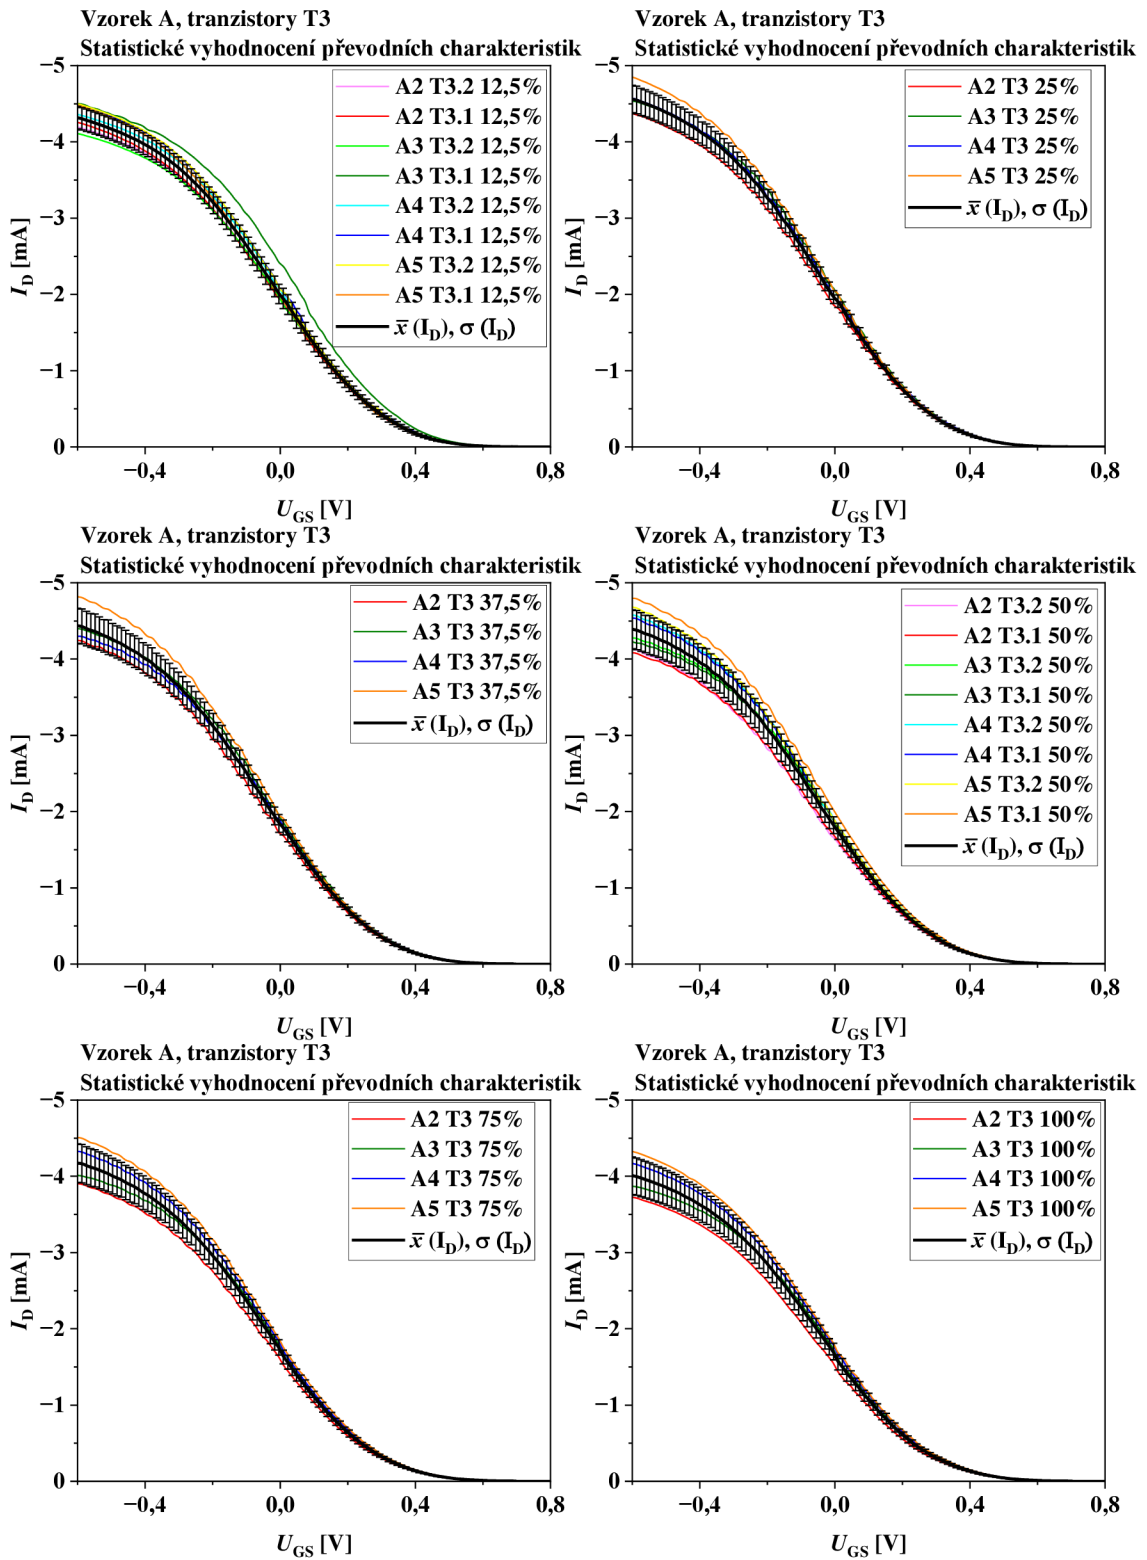 Vzorek A, tranzistory T3
Statistické vyhodnocení převodních charakteristik
−5
−4
−3
−2
−1
0
I_D [mA]
−0,4
0,0
0,4
0,8
U_GS [V]
A2 T3.2 12,5%
A2 T3.1 12,5%
A3 T3.2 12,5%
A3 T3.1 12,5%
A4 T3.2 12,5%
A4 T3.1 12,5%
A5 T3.2 12,5%
A5 T3.1 12,5%
x̄ (I_D), σ (I_D)
Vzorek A, tranzistory T3
Statistické vyhodnocení převodních charakteristik
−5
−4
−3
−2
−1
0
I_D [mA]
−0,4
0,0
0,4
0,8
U_GS [V]
A2 T3 25%
A3 T3 25%
A4 T3 25%
A5 T3 25%
x̄ (I_D), σ (I_D)
Vzorek A, tranzistory T3
Statistické vyhodnocení převodních charakteristik
−5
−4
−3
−2
−1
0
I_D [mA]
−0,4
0,0
0,4
0,8
U_GS [V]
A2 T3 37,5%
A3 T3 37,5%
A4 T3 37,5%
A5 T3 37,5%
x̄ (I_D), σ (I_D)
Vzorek A, tranzistory T3
Statistické vyhodnocení převodních charakteristik
−5
−4
−3
−2
−1
0
I_D [mA]
−0,4
0,0
0,4
0,8
U_GS [V]
A2 T3.2 50%
A2 T3.1 50%
A3 T3.2 50%
A3 T3.1 50%
A4 T3.2 50%
A4 T3.1 50%
A5 T3.2 50%
A5 T3.1 50%
x̄ (I_D), σ (I_D)
Vzorek A, tranzistory T3
Statistické vyhodnocení převodních charakteristik
−5
−4
−3
−2
−1
0
I_D [mA]
−0,4
0,0
0,4
0,8
U_GS [V]
A2 T3 75%
A3 T3 75%
A4 T3 75%
A5 T3 75%
x̄ (I_D), σ (I_D)
Vzorek A, tranzistory T3
Statistické vyhodnocení převodních charakteristik
−5
−4
−3
−2
−1
0
I_D [mA]
−0,4
0,0
0,4
0,8
U_GS [V]
A2 T3 100%
A3 T3 100%
A4 T3 100%
A5 T3 100%
x̄ (I_D), σ (I_D)